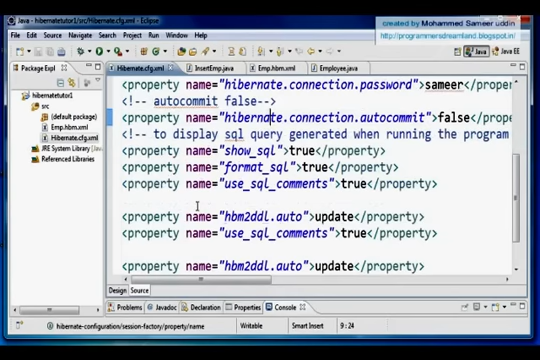 Java - hibernatetutor1/src/Hibernate.cfg.xml - Eclipse
created by Mohammed Sameer uddin
http://programmersdreamland.blogspot.in/
File Edit Source Navigate Search Project Run Window Help
Java Java EE
Package Expl
hibernatetutor1
src
(default package)
Emp.hbm.xml
Hibernate.cfg.xml
JRE System Library [Jav
Referenced Libraries
Hibernate.cfg.xml InsertEmp.java Emp.hbm.xml Employee.java
<property name="hibernate.connection.password">sameer</proper
<!-- autocommit false-->
<property name="hibernate.connection.autocommit">false</prope
<!-- to display sql query generated when running the program
<property name="show_sql">true</property>
<property name="format_sql">true</property>
<property name="use_sql_comments">true</property>
<property name="hbm2ddl.auto">update</property>
<property name="use_sql_comments">true</property>
<property name="hbm2ddl.auto">update</property>
Design Source
Problems Javadoc Declaration Properties Console
hibernate-configuration/session-factory/property/name
Writable
Smart Insert
9 : 24